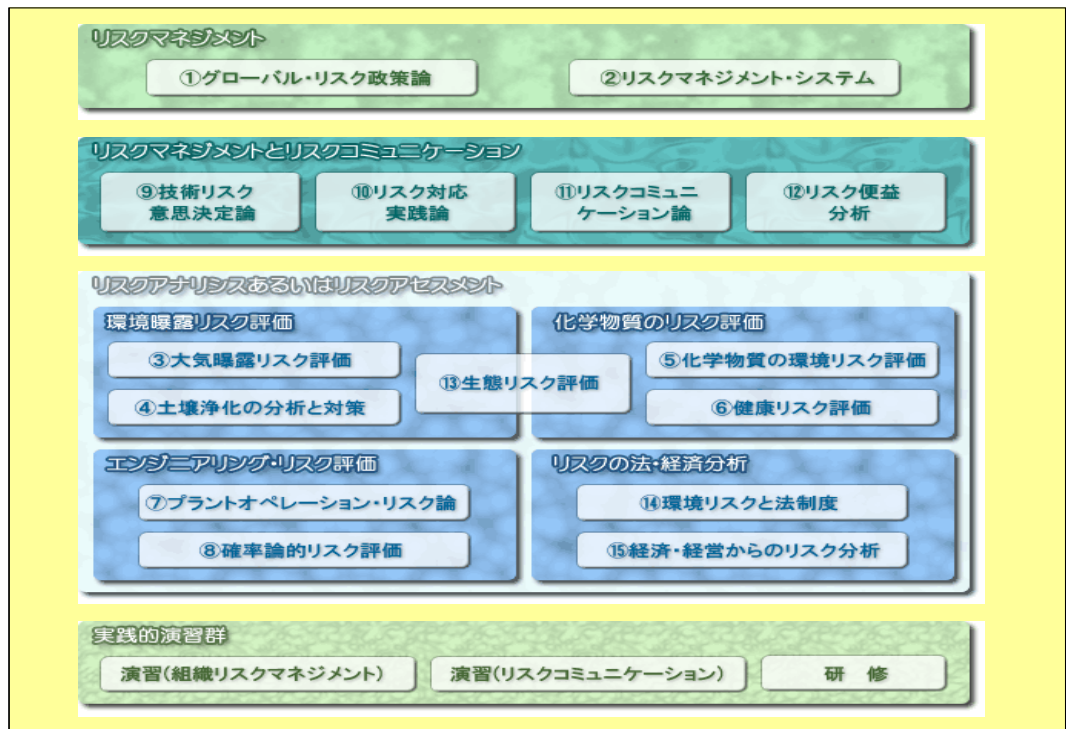 リスクマネジメント
①グローバル・リスク政策論
②リスクマネジメント・システム
リスクマネジメントとリスクコミュニケーション
⑨技術リスク
意思決定論
⑩リスク対応
実践論
⑪リスクコミュニ
ケーション論
⑫リスク便益
分析
リスクアナリシスあるいはリスクアセスメント
環境曝露リスク評価
③大気曝露リスク評価
④土壌浄化の分析と対策
⑬生態リスク評価
化学物質のリスク評価
⑤化学物質の環境リスク評価
⑥健康リスク評価
エンジニアリング・リスク評価
⑦プラントオペレーション・リスク論
⑧確率論的リスク評価
リスクの法・経済分析
⑭環境リスクと法制度
⑮経済・経営からのリスク分析
実践的演習群
演習(組織リスクマネジメント)
演習(リスクコミュニケーション)
研 修